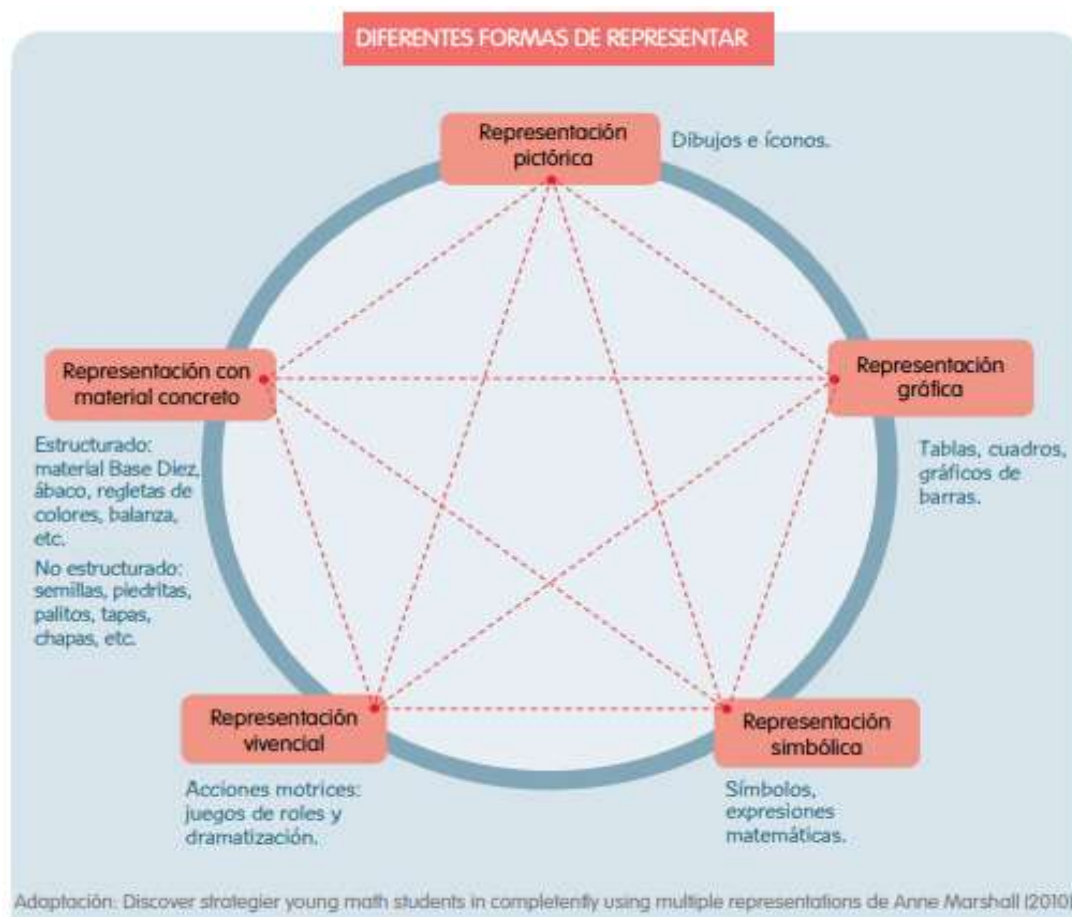 DIFERENTES FORMAS DE REPRESENTAR
Representación
pictórica
Dibujos e íconos.
Representación con
material concreto
Estructurado:
material Base Diez,
ábaco, regletas de
colores, balanza,
etc.
No estructurado:
semillas, piedritas,
palitos, tapas,
chapas, etc.
Representación
gráfica
Tablas, cuadros,
gráficos de
barras.
Representación
vivencial
Acciones motrices:
juegos de roles y
dramatización.
Representación
simbólica
Símbolos,
expresiones
matemáticas.
Adaptación: Discover strategier young math students in completently using multiple representations de Anne Marshall (2010)